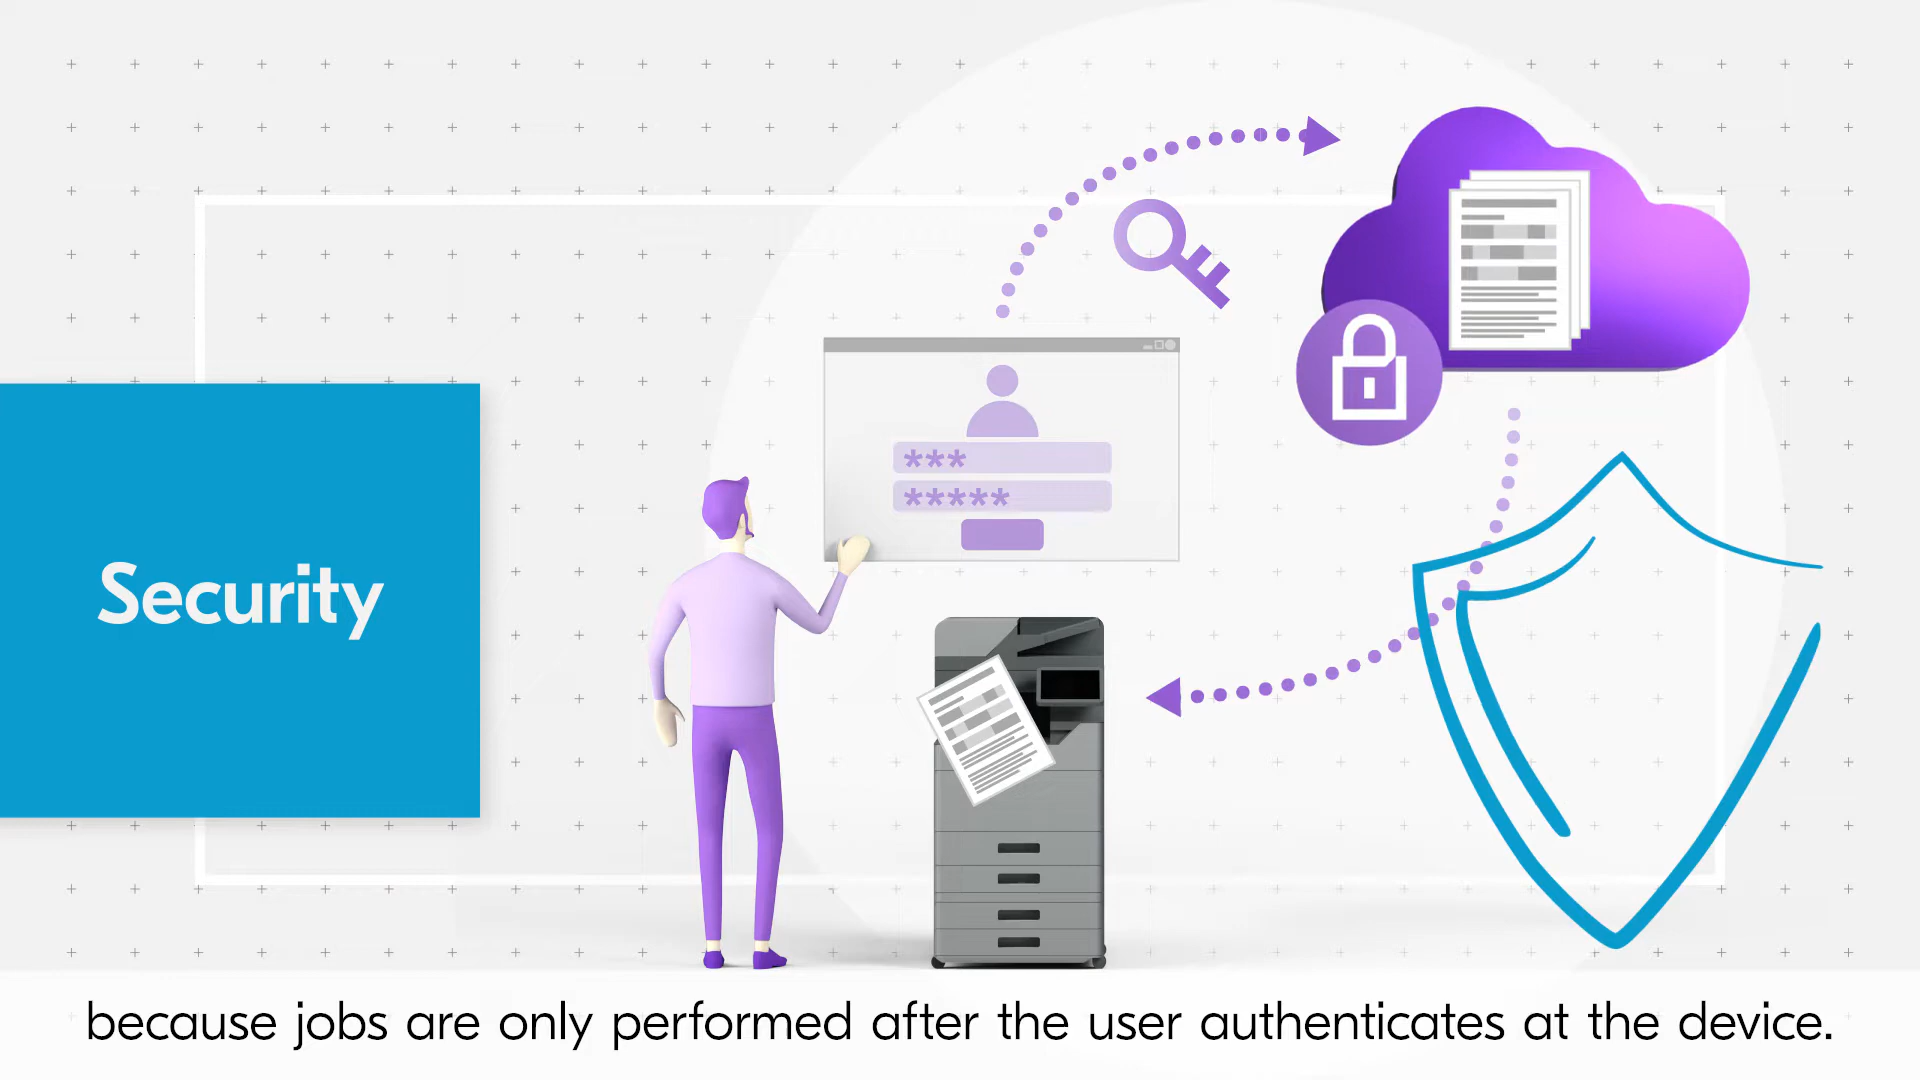 Security
***
*****
because jobs are only performed after the user authenticates at the device.